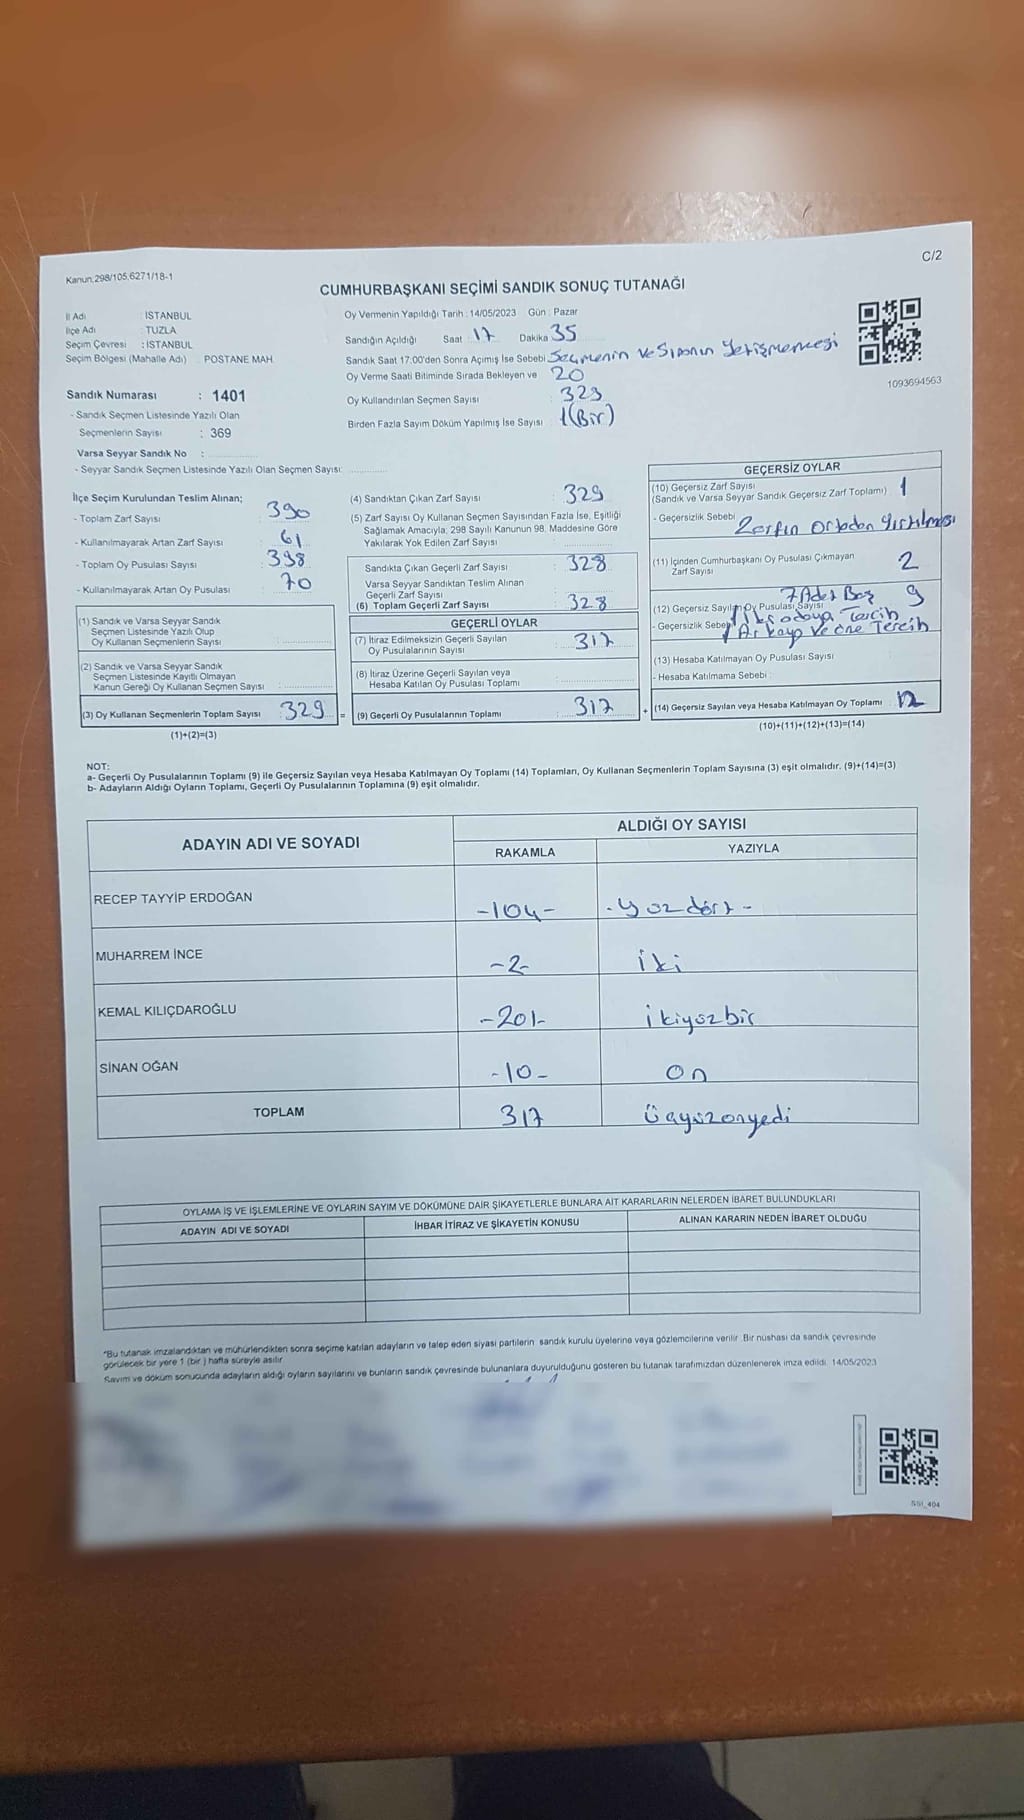 C/2
Kanun:298/105,6271/18-1
CUMHURBAŞKANI SEÇİMİ SANDIK SONUÇ TUTANAĞI
İl Adı : İSTANBUL
İlçe Adı : TUZLA
Seçim Çevresi : İSTANBUL
Seçim Bölgesi (Mahalle Adı) POSTANE MAH.
Sandık Numarası : 1401
- Sandık Seçmen Listesinde Yazılı Olan
Seçmenlerin Sayısı : 369
Varsa Seyyar Sandık No :
- Seyyar Sandık Seçmen Listesinde Yazılı Olan Seçmen Sayısı:
Oy Vermenin Yapıldığı Tarih : 14/05/2023 Gün : Pazar
Sandığın Açıldığı Saat : 17 Dakika 35
Sandık Saat 17:00'den Sonra Açımış İse Sebebi Seçmenin ve
Oy Verme Saati Bitiminde Sırada Bekleyen ve 20
Oy Kullandırılan Seçmen Sayısı : 329
Birden Fazla Sayım Döküm Yapılmış İse Sayısı : 1(Bir)
1093694563
İlçe Seçim Kurulundan Teslim Alınan;
- Toplam Zarf Sayısı : 390
- Kullanılmayarak Artan Zarf Sayısı : 61
- Toplam Oy Pusulası Sayısı : 398
- Kullanılmayarak Artan Oy Pusulası : 70
(1) Sandık ve Varsa Seyyar Sandık
Seçmen Listesinde Yazılı Olup
Oy Kullanan Seçmenlerin Sayısı
(2) Sandık ve Varsa Seyyar Sandık
Seçmen Listesinde Kayıtlı Olmayan
Kanun Gereği Oy Kullanan Seçmen Sayısı
(3) Oy Kullanan Seçmenlerin Toplam Sayısı : 329 =
(1)+(2)=(3)
(4) Sandıktan Çıkan Zarf Sayısı : 329
(5) Zarf Sayısı Oy Kullanan Seçmen Sayısından Fazla İse, Eşitliği
Sağlamak Amacıyla, 298 Sayılı Kanunun 98. Maddesine Göre
Yakılarak Yok Edilen Zarf Sayısı
Sandıkta Çıkan Geçerli Zarf Sayısı : 328
Varsa Seyyar Sandıktan Teslim Alınan
Geçerli Zarf Sayısı
(6) Toplam Geçerli Zarf Sayısı : 328
GEÇERLİ OYLAR
(7) İtiraz Edilmeksizin Geçerli Sayılan
Oy Pusulalarının Sayısı : 317
(8) İtiraz Üzerine Geçerli Sayılan veya
Hesaba Katılan Oy Pusulası Toplamı
(9) Geçerli Oy Pusulalarının Toplamı : 317 +
GEÇERSİZ OYLAR
(10) Geçersiz Zarf Sayısı
(Sandık ve Varsa Seyyar Sandık Geçersiz Zarf Toplamı) 1
- Geçersizlik Sebebi : Zarfın Ortadan Yırtılması
(11) İçinden Cumhurbaşkanı Oy Pusulası Çıkmayan
Zarf Sayısı 2
7 Adet Boş
(12) Geçersiz Sayılan Oy Pusulası Sayısı 9
- Geçersizlik Sebebi Tercih
ve öne Tercih
(13) Hesaba Katılmayan Oy Pusulası Sayısı
- Hesaba Katılmama Sebebi :
(14) Geçersiz Sayılan veya Hesaba Katılmayan Oy Toplamı : 12
(10)+(11)+(12)+(13)=(14)
NOT:
a- Geçerli Oy Pusulalarının Toplamı (9) ile Geçersiz Sayılan veya Hesaba Katılmayan Oy Toplamı (14) Toplamları, Oy Kullanan Seçmenlerin Toplam Sayısına (3) eşit olmalıdır. (9)+(14)=(3)
b- Adayların Aldığı Oyların Toplamı, Geçerli Oy Pusulalarının Toplamına (9) eşit olmalıdır.
ADAYIN ADI VE SOYADI
ALDIĞI OY SAYISI
RAKAMLA YAZIYLA
RECEP TAYYİP ERDOĞAN -104- -yüzdört-
MUHARREM İNCE -2- iki
KEMAL KILIÇDAROĞLU -201- ikiyüzbir
SİNAN OĞAN -10- On
TOPLAM 317 üçyüzonyedi
OYLAMA İŞ VE İŞLEMLERİNE VE OYLARIN SAYIM VE DÖKÜMÜNE DAİR ŞİKAYETLERLE BUNLARA AİT KARARLARIN NELERDEN İBARET BULUNDUKLARI
ADAYIN ADI VE SOYADI İHBAR İTİRAZ VE ŞİKAYETİN KONUSU ALINAN KARARIN NEDEN İBARET OLDUĞU
*Bu tutanak imzalandıktan ve mühürlendikten sonra seçime katılan adayların ve talep eden siyasi partilerin sandık kurulu üyelerine veya gözlemcilerine verilir. Bir nüshası da sandık çevresinde
görülecek bir yere 1 (bir ) hafta süreyle asılır
Sayım ve döküm sonucunda adayların aldığı oyların sayılarını ve bunların sandık çevresinde bulunanlara duyurulduğunu gösteren bu tutanak tarafımızdan düzenlenerek imza edildi. 14/05/2023
SSI_404